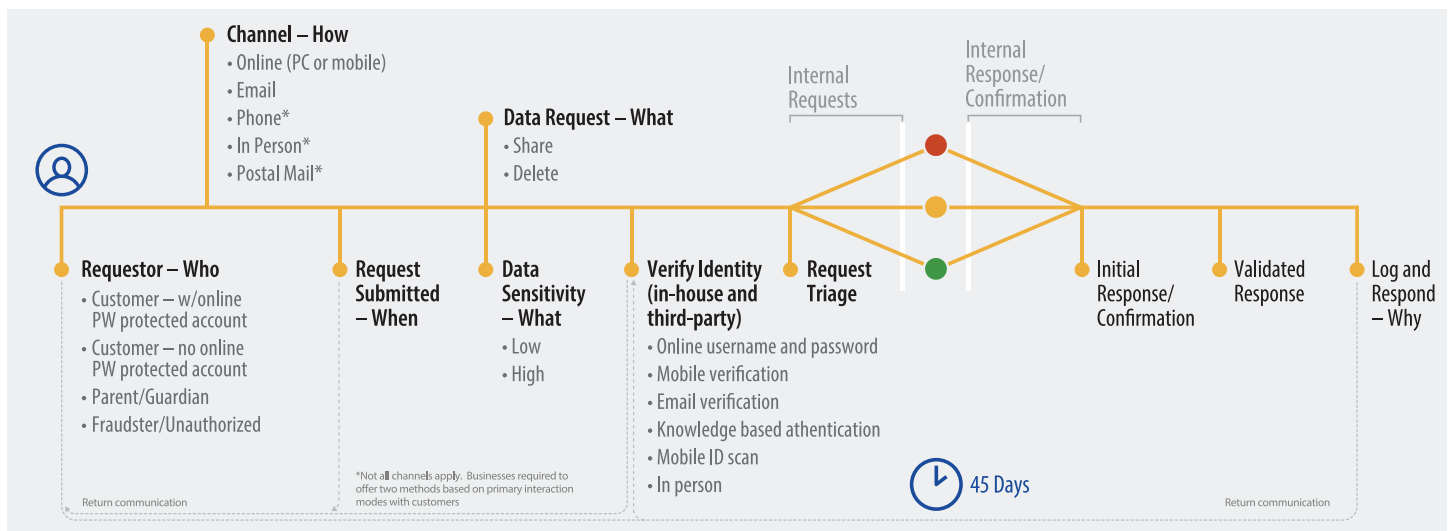 Channel – How
• Online (PC or mobile)
• Email
• Phone*
• In Person*
• Postal Mail*
Data Request – What
• Share
• Delete
Internal
Requests
Internal
Response/
Confirmation
Requestor – Who
• Customer – w/online
PW protected account
• Customer – no online
PW protected account
• Parent/Guardian
• Fraudster/Unauthorized
Request
Submitted
– When
Data
Sensitivity
– What
• Low
• High
Verify Identity
(in-house and
third-party)
• Online username and password
• Mobile verification
• Email verification
• Knowledge based athentication
• Mobile ID scan
• In person
Request
Triage
Initial
Response/
Confirmation
Validated
Response
Log and
Respond
– Why
*Not all channels apply. Businesses required to
offer two methods based on primary interaction
modes with customers
45 Days
Return communication
Return communication